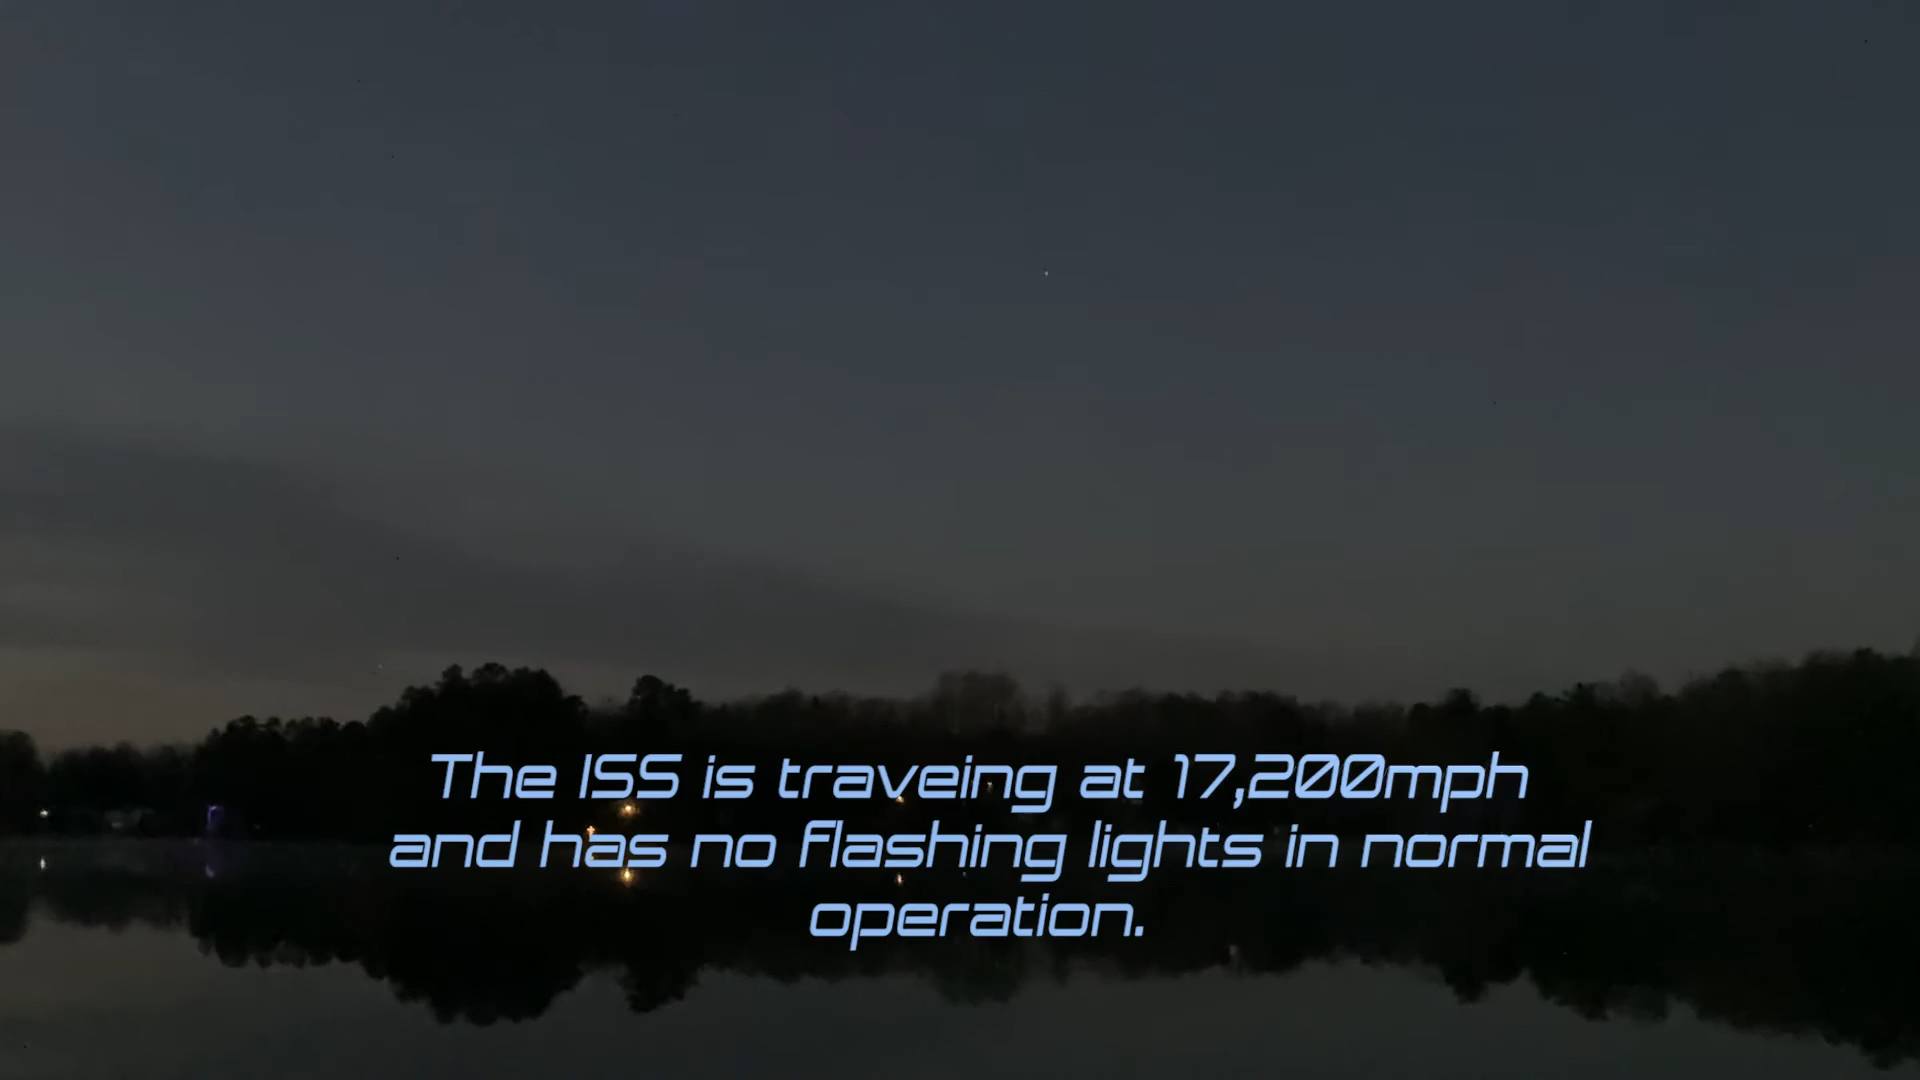 The ISS is traveing at 17,200mph
and has no flashing lights in normal
operation.